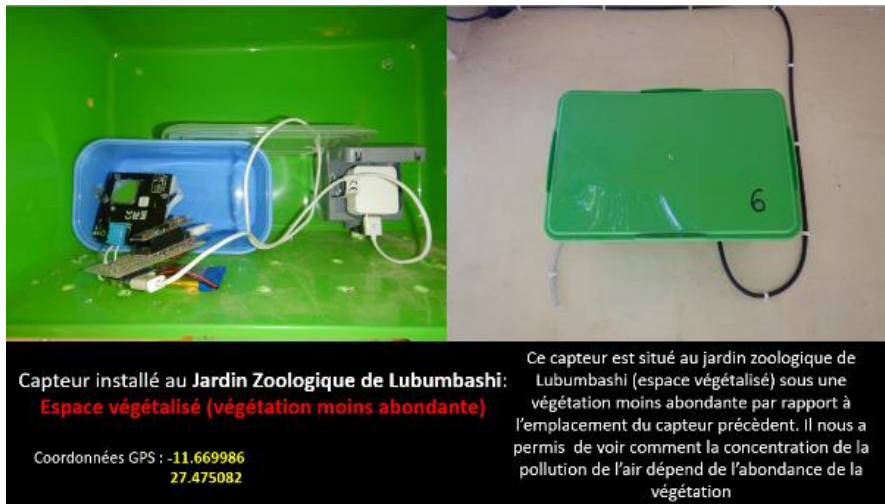 6
Capteur installé au Jardin Zoologique de Lubumbashi:
Espace végétalisé (végétation moins abondante)
Coordonnées GPS : -11.669986
27.475082
Ce capteur est situé au jardin zoologique de
Lubumbashi (espace végétalisé) sous une
végétation moins abondante par rapport à
l'emplacement du capteur précèdent. Il nous a
permis de voir comment la concentration de la
pollution de l'air dépend de l'abondance de la
végétation